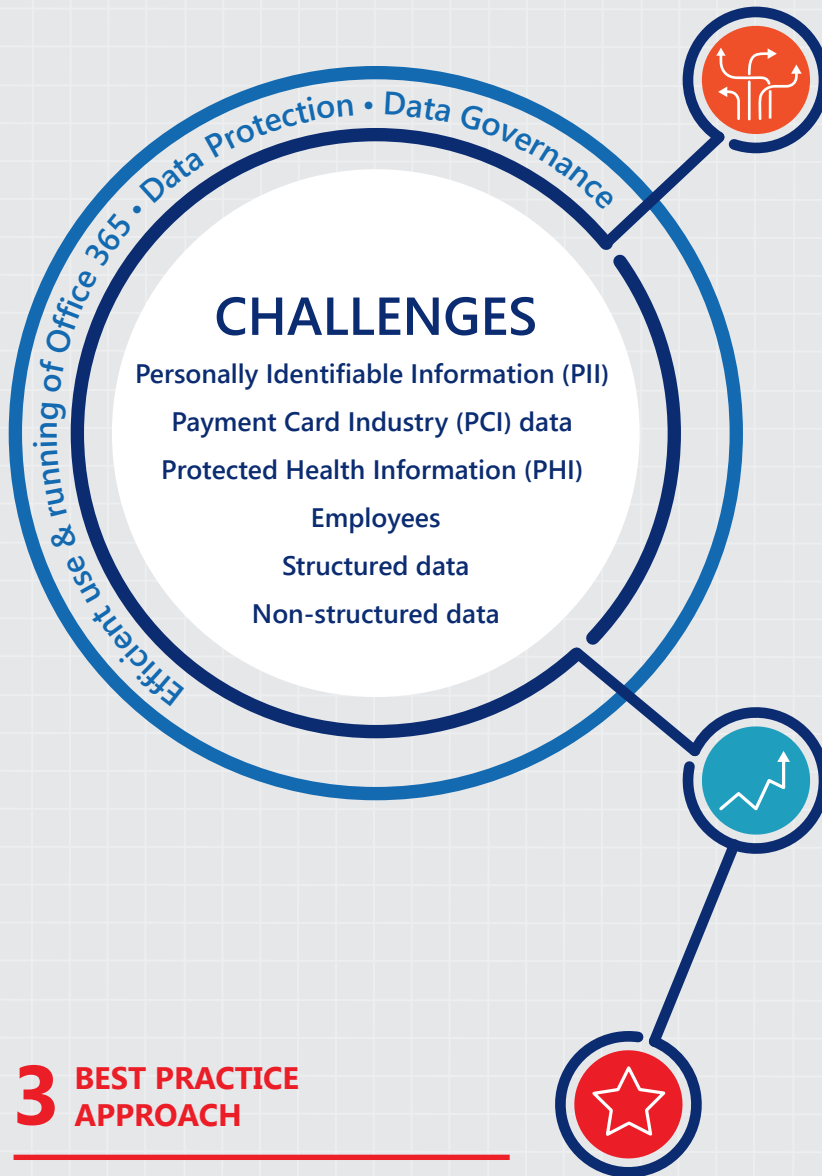 Efficient use & running of Office 365 • Data Protection • Data Governance
CHALLENGES
Personally Identifiable Information (PII)
Payment Card Industry (PCI) data
Protected Health Information (PHI)
Employees
Structured data
Non-structured data
3 BEST PRACTICE
APPROACH